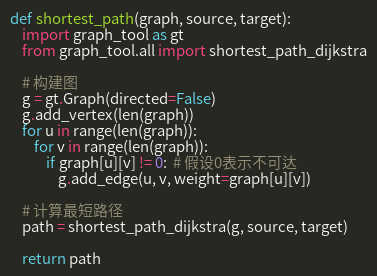 def shortest_path(graph, source, target):
import graph_tool as gt
from graph_tool.all import shortest_path_dijkstra
# 构建图
g = gt.Graph(directed=False)
g.add_vertex(len(graph))
for u in range(len(graph)):
for v in range(len(graph)):
if graph[u][v] != 0: # 假设0表示不可达
g.add_edge(u, v, weight=graph[u][v])
# 计算最短路径
path = shortest_path_dijkstra(g, source, target)
return path